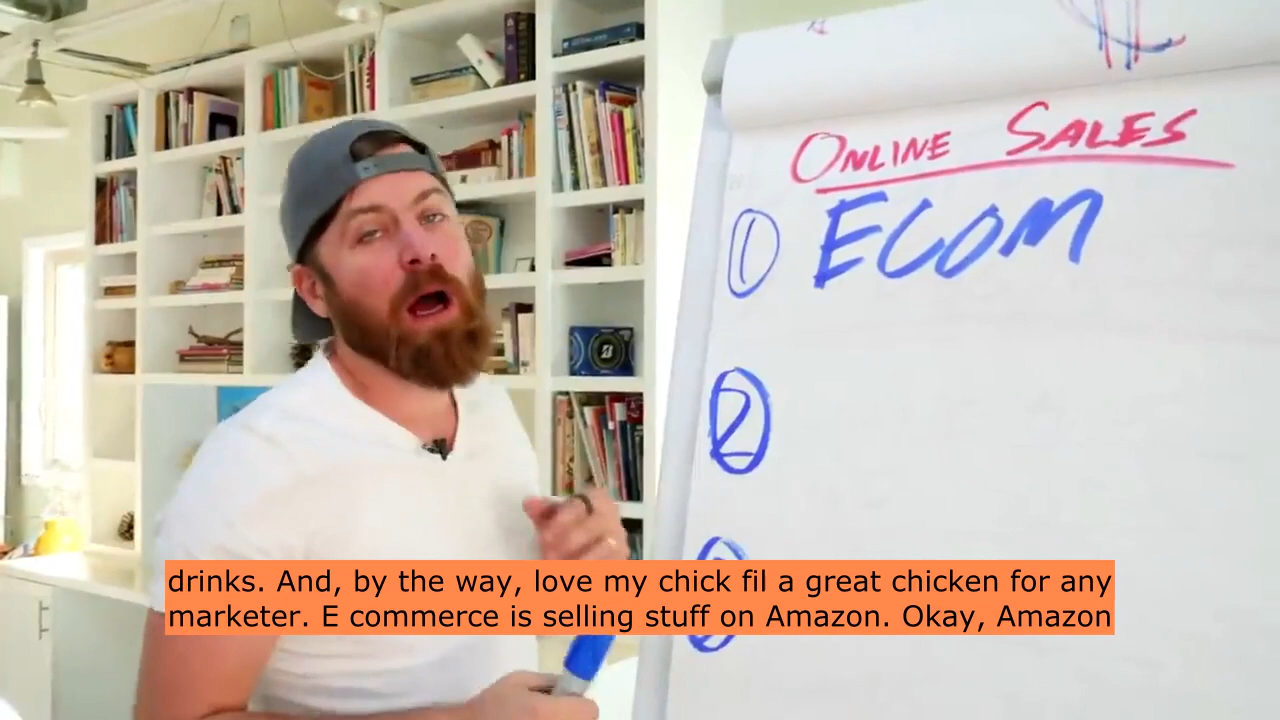 ONLINE SALES
1 ECOM
2
3
drinks. And, by the way, love my chick fil a great chicken for any
marketer. E commerce is selling stuff on Amazon. Okay, Amazon